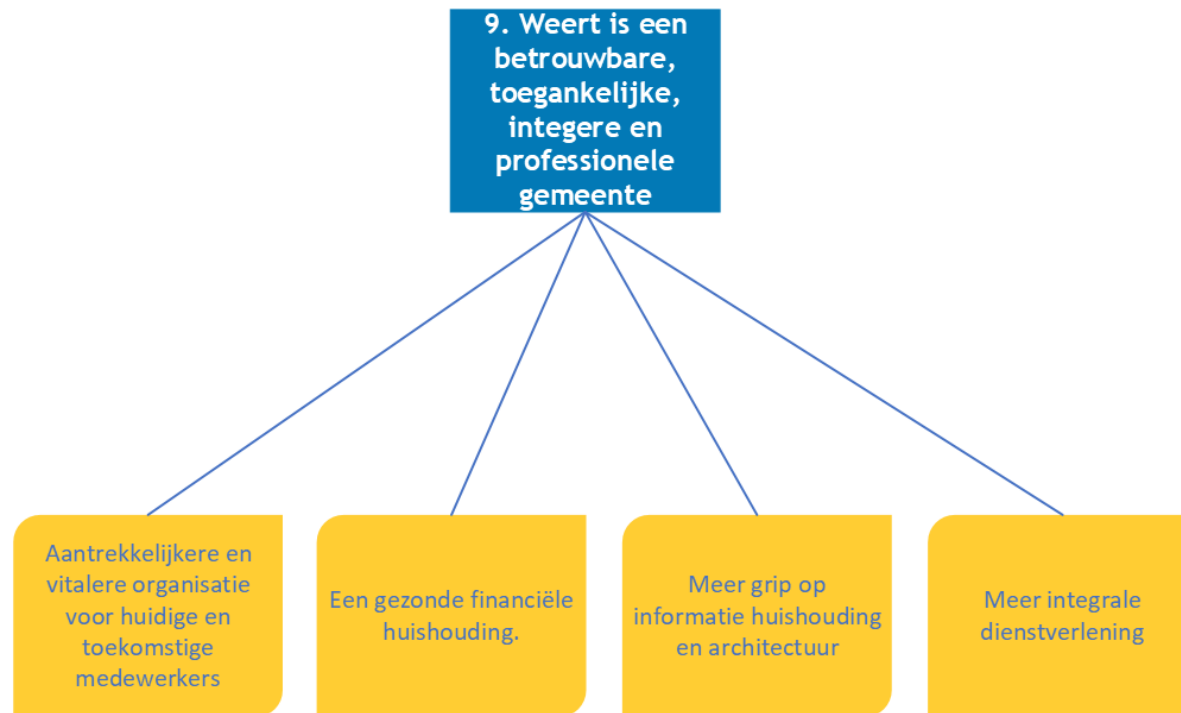 9. Weert is een
betrouwbare,
toegankelijke,
integere en
professionele
gemeente
Aantrekkelijkere en
vitalere organisatie
voor huidige en
toekomstige
medewerkers
Een gezonde financiële
huishouding.
Meer grip op
informatie huishouding
en architectuur
Meer integrale
dienstverlening